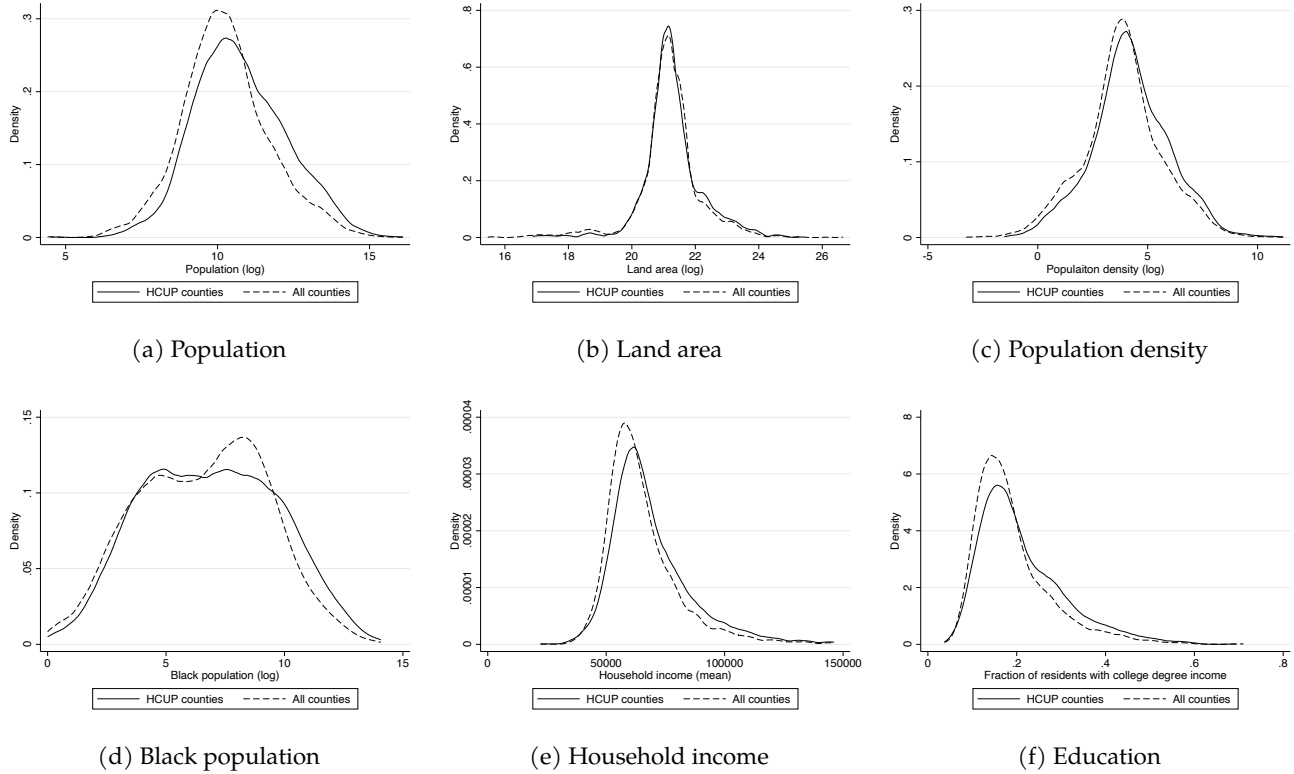 .3
.2
.1
0
Density
5
10
15
Population (log)
HCUP counties
All counties
(a) Population
.8
.6
.4
.2
0
Density
16
18
20
22
24
26
Land area (log)
HCUP counties
All counties
(b) Land area
.3
.2
.1
0
Density
-5
0
5
10
Populaiton density (log)
HCUP counties
All counties
(c) Population density
.15
.1
.05
0
Density
0
5
10
15
Black population (log)
HCUP counties
All counties
(d) Black population
.00004
.00003
.00002
.00001
0
Density
0
50000
100000
150000
Household income (mean)
HCUP counties
All counties
(e) Household income
8
6
4
2
0
Density
0
.2
.4
.6
.8
Fraction of residents with college degree income
HCUP counties
All counties
(f) Education